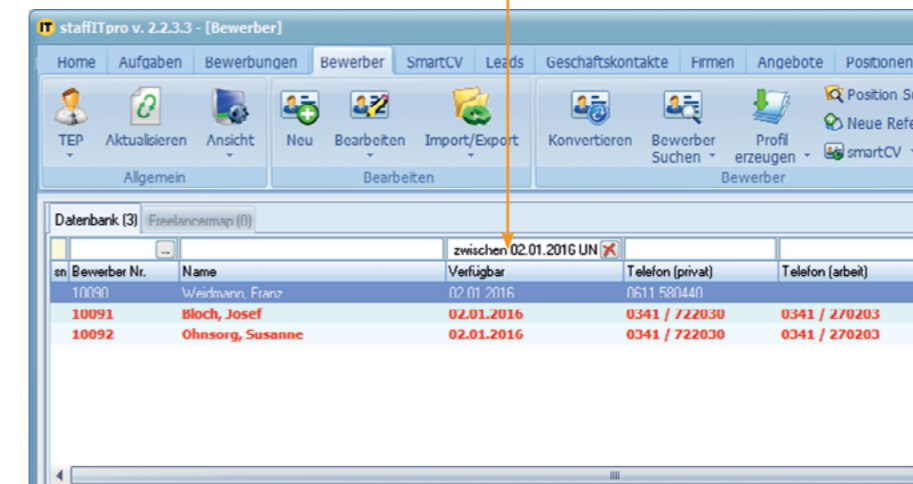 IT staffITpro v. 2.2.3.3 - [Bewerber]
Home Aufgaben Bewerbungen Bewerber SmartCV Leads Geschäftskontakte Firmen Angebote Positionen
TEP Aktualisieren Ansicht Neu Bearbeiten Import/Export Konvertieren Bewerber Suchen Profil erzeugen
Position
Neue
smartCV
Allgemein Bearbeiten Bewerber
Datenbank (3) Freelancermap (0)
... zwischen 02.01.2016 UN
Bewerber Nr. Name Verfügbar Telefon (privat) Telefon (arbeit)
10090 Weidmann, Franz 02.01.2016 0611 580440
10091 Bloch, Josef 02.01.2016 0341 / 722030 0341 / 270203
10092 Ohnsorg, Susanne 02.01.2016 0341 / 722030 0341 / 270203